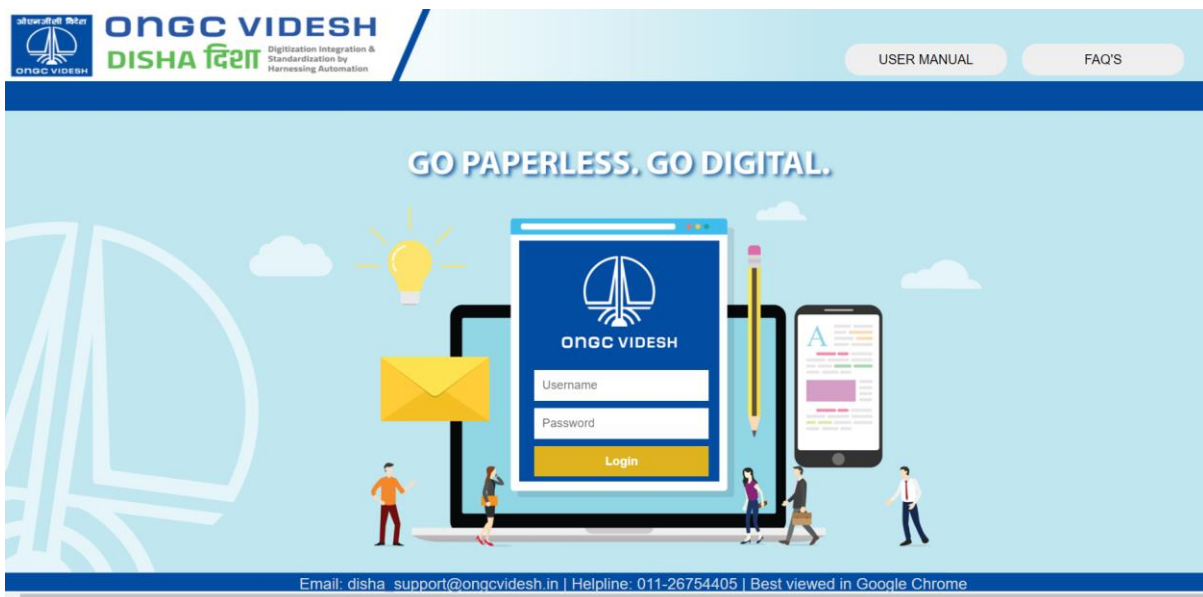 ओएनजीसी विदेश
ONGC VIDESH
ONGC VIDESH
DISHA दिशा
Digitization Integration &
Standardization by
Harnessing Automation
USER MANUAL
FAQ'S
GO PAPERLESS. GO DIGITAL.
ONGC VIDESH
Username
Password
Login
A
Email: disha_support@ongcvidesh.in | Helpline: 011-26754405 | Best viewed in Google Chrome